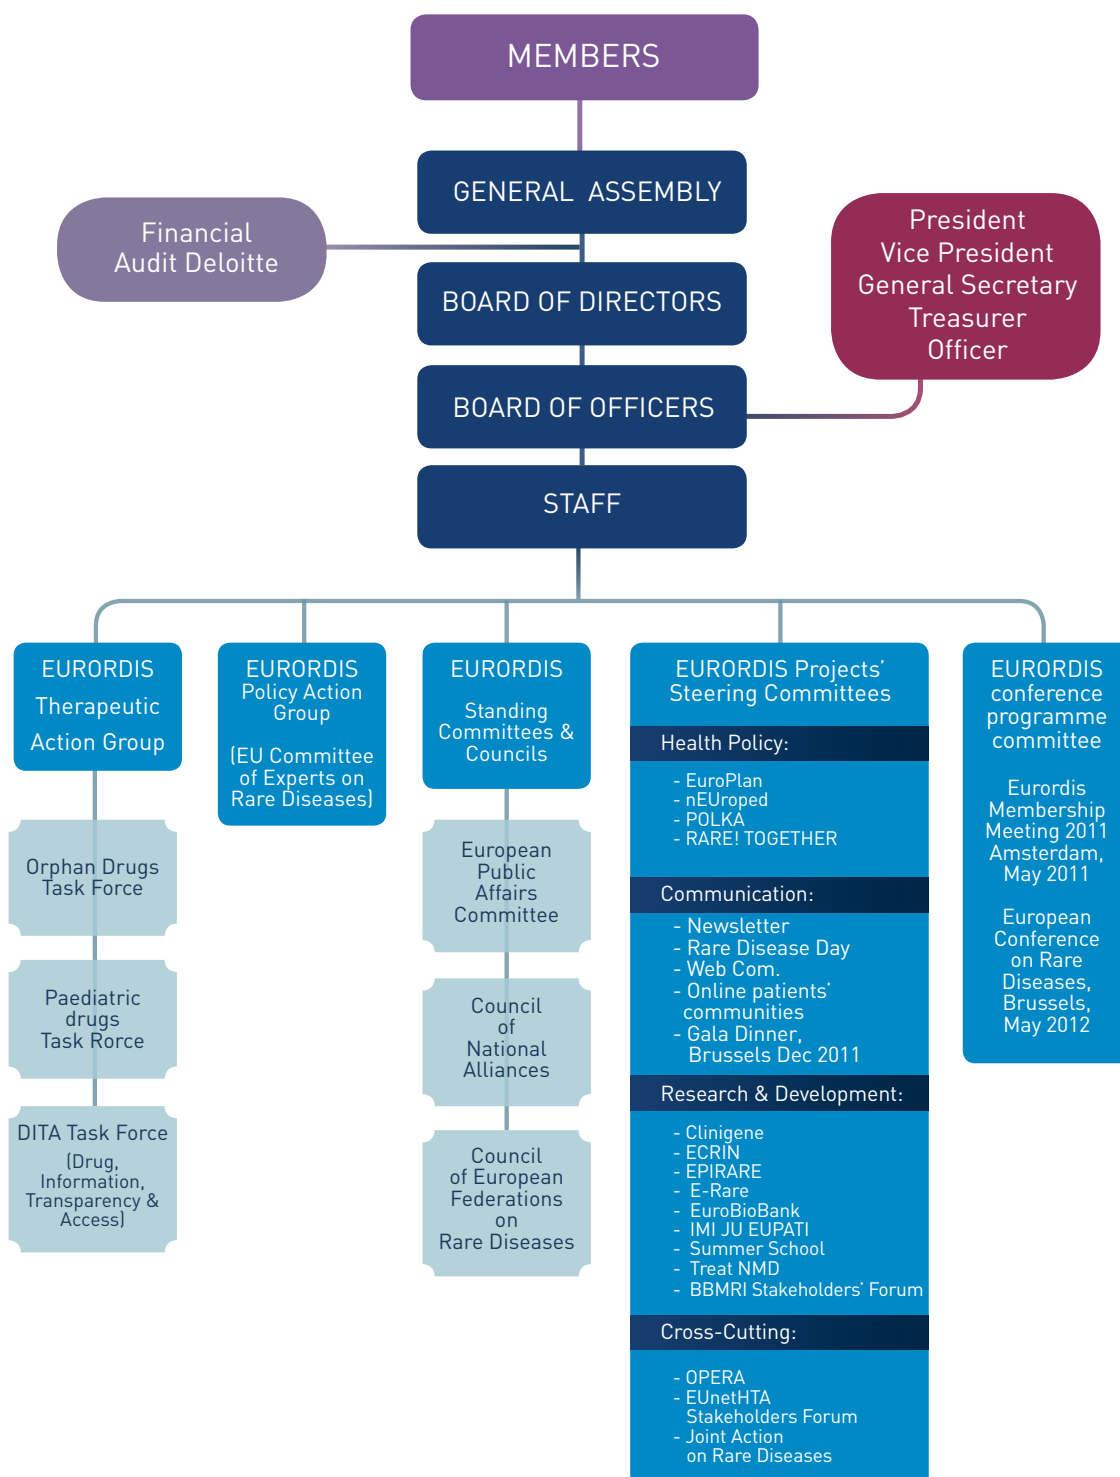 MEMBERS
GENERAL ASSEMBLY
Financial
Audit Deloitte
President
Vice President
General Secretary
Treasurer
Officer
BOARD OF DIRECTORS
BOARD OF OFFICERS
STAFF
EURORDIS
Therapeutic
Action Group
Orphan Drugs
Task Force
Paediatric
drugs
Task Rorce
DITA Task Force
(Drug,
Information,
Transparency &
Access)
EURORDIS
Policy Action
Group
(EU Committee
of Experts on
Rare Diseases)
EURORDIS
Standing
Committees &
Councils
European
Public
Affairs
Committee
Council
of
National
Alliances
Council
of European
Federations
on
Rare Diseases
EURORDIS Projects’
Steering Committees
Health Policy:
- EuroPlan
- nEUroped
- POLKA
- RARE! TOGETHER
Communication:
- Newsletter
- Rare Disease Day
- Web Com.
- Online patients’
communities
- Gala Dinner,
Brussels Dec 2011
Research & Development:
- Clinigene
- ECRIN
- EPIRARE
- E-Rare
- EuroBioBank
- IMI JU EUPATI
- Summer School
- Treat NMD
- BBMRI Stakeholders’ Forum
Cross-Cutting:
- OPERA
- EUnetHTA
Stakeholders Forum
- Joint Action
on Rare Diseases
EURORDIS
conference
programme
committee
Eurordis
Membership
Meeting 2011
Amsterdam,
May 2011
European
Conference
on Rare
Diseases,
Brussels,
May 2012